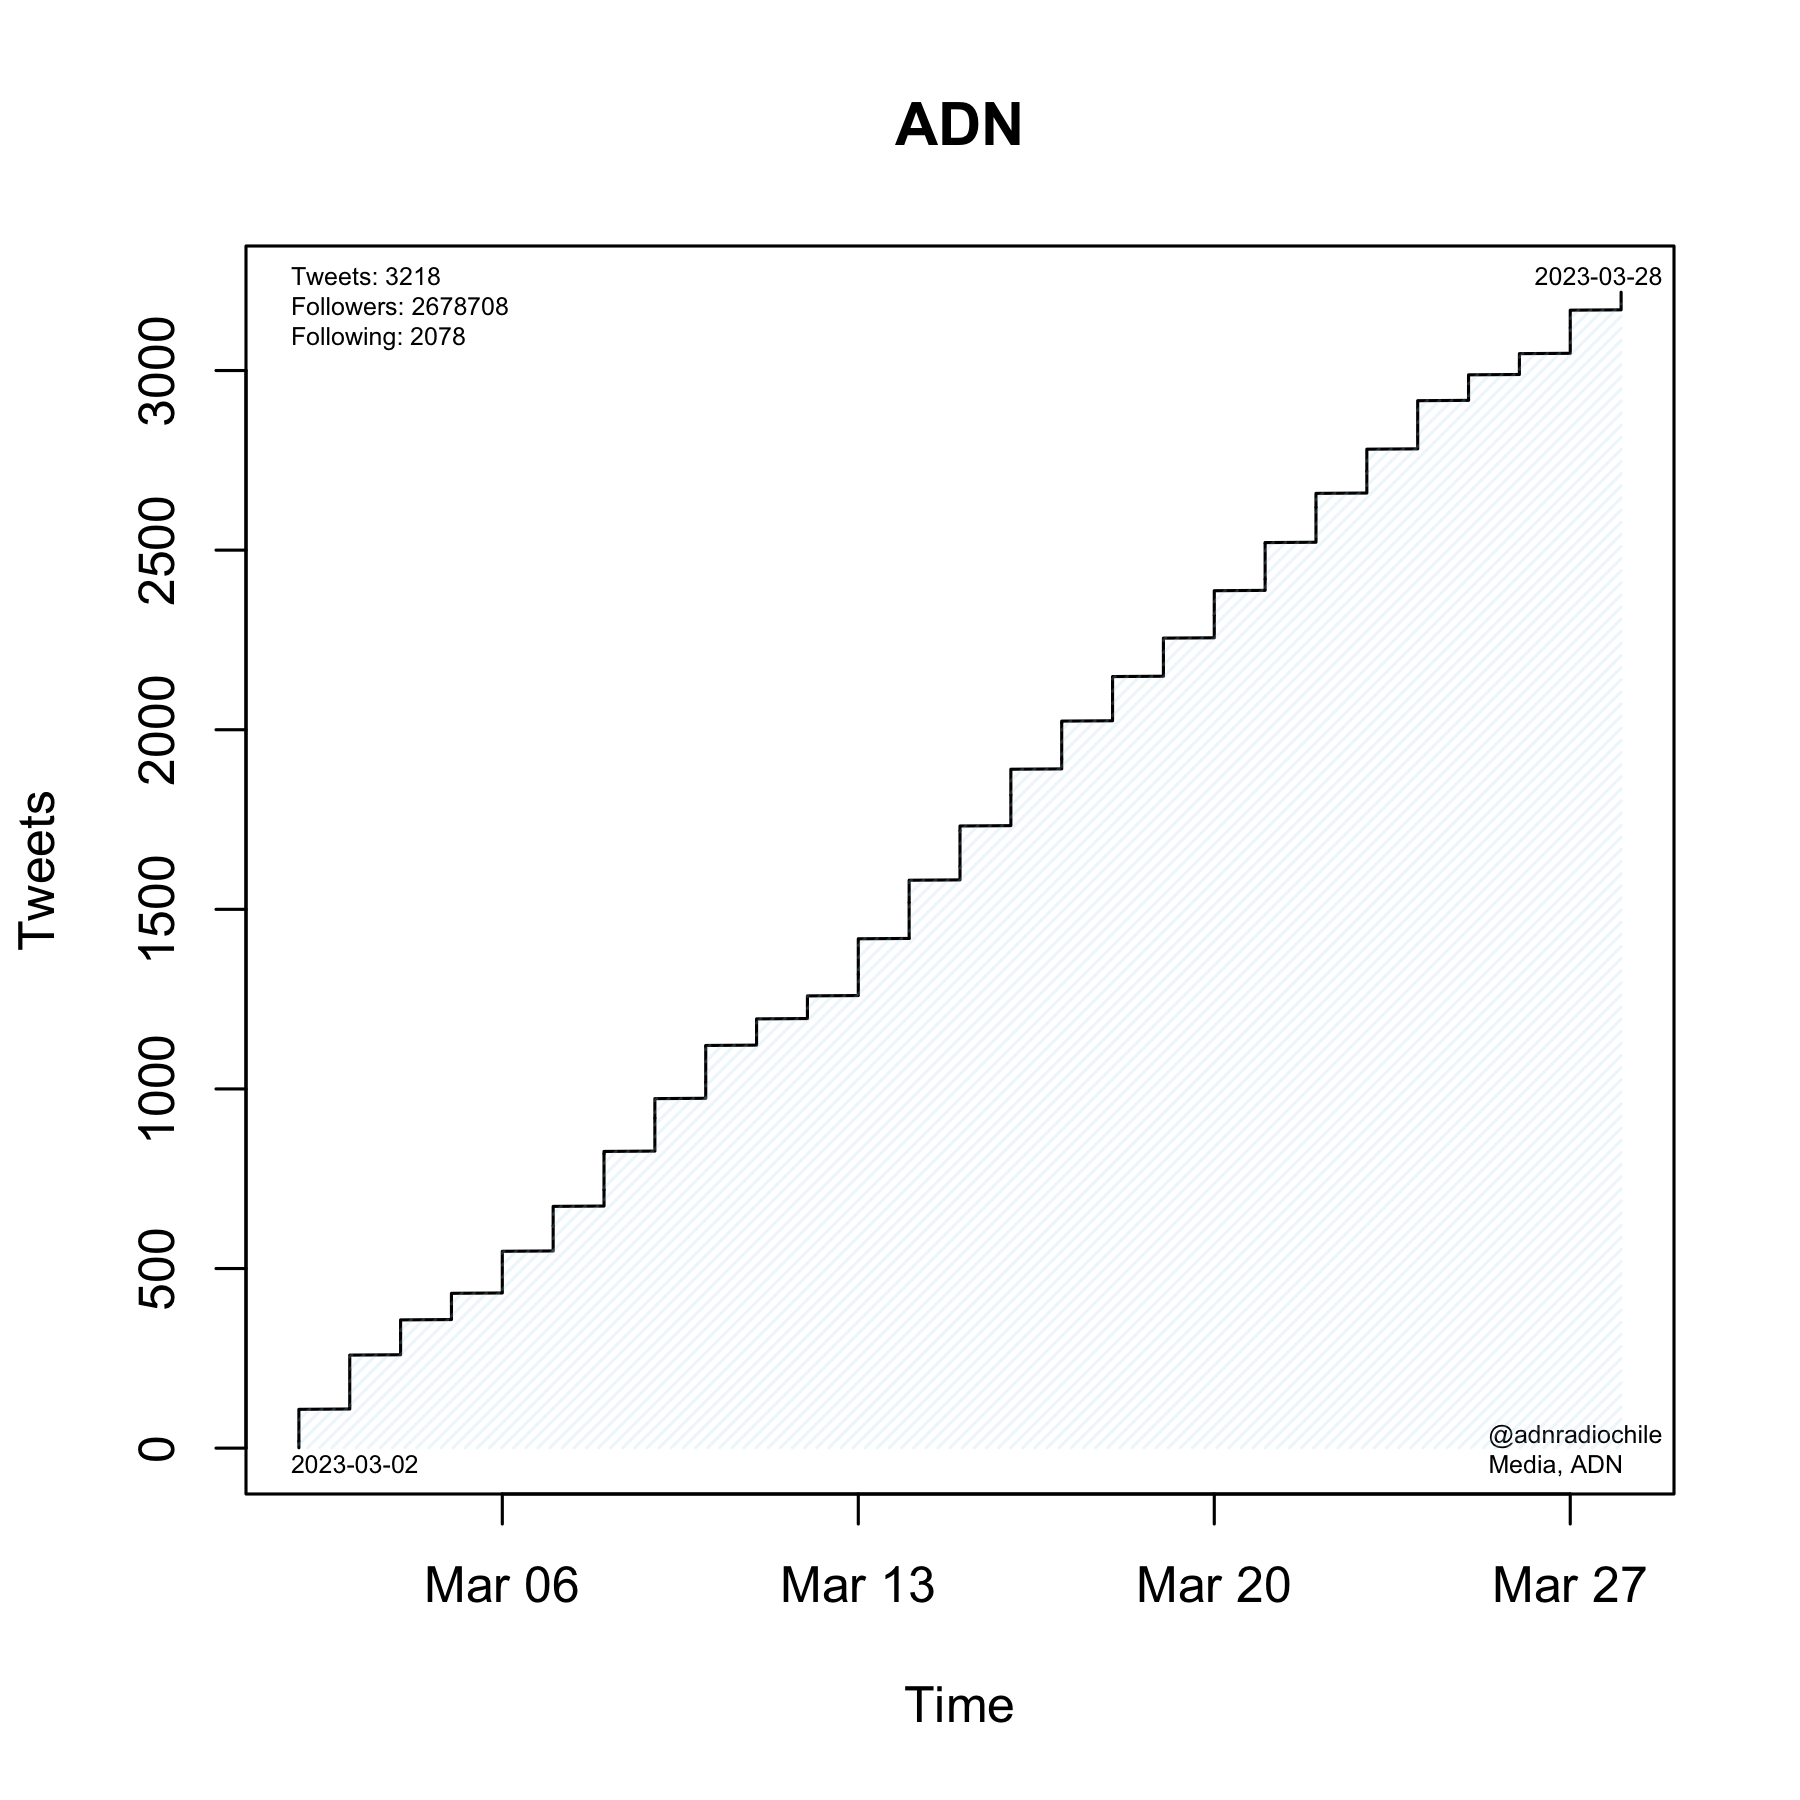 ADN
Tweets: 3218
Followers: 2678708
Following: 2078
2023-03-28
3000
2500
2000
1500
1000
500
0
Tweets
2023-03-02
@adnradiochile
Media, ADN
Mar 06
Mar 13
Mar 20
Mar 27
Time